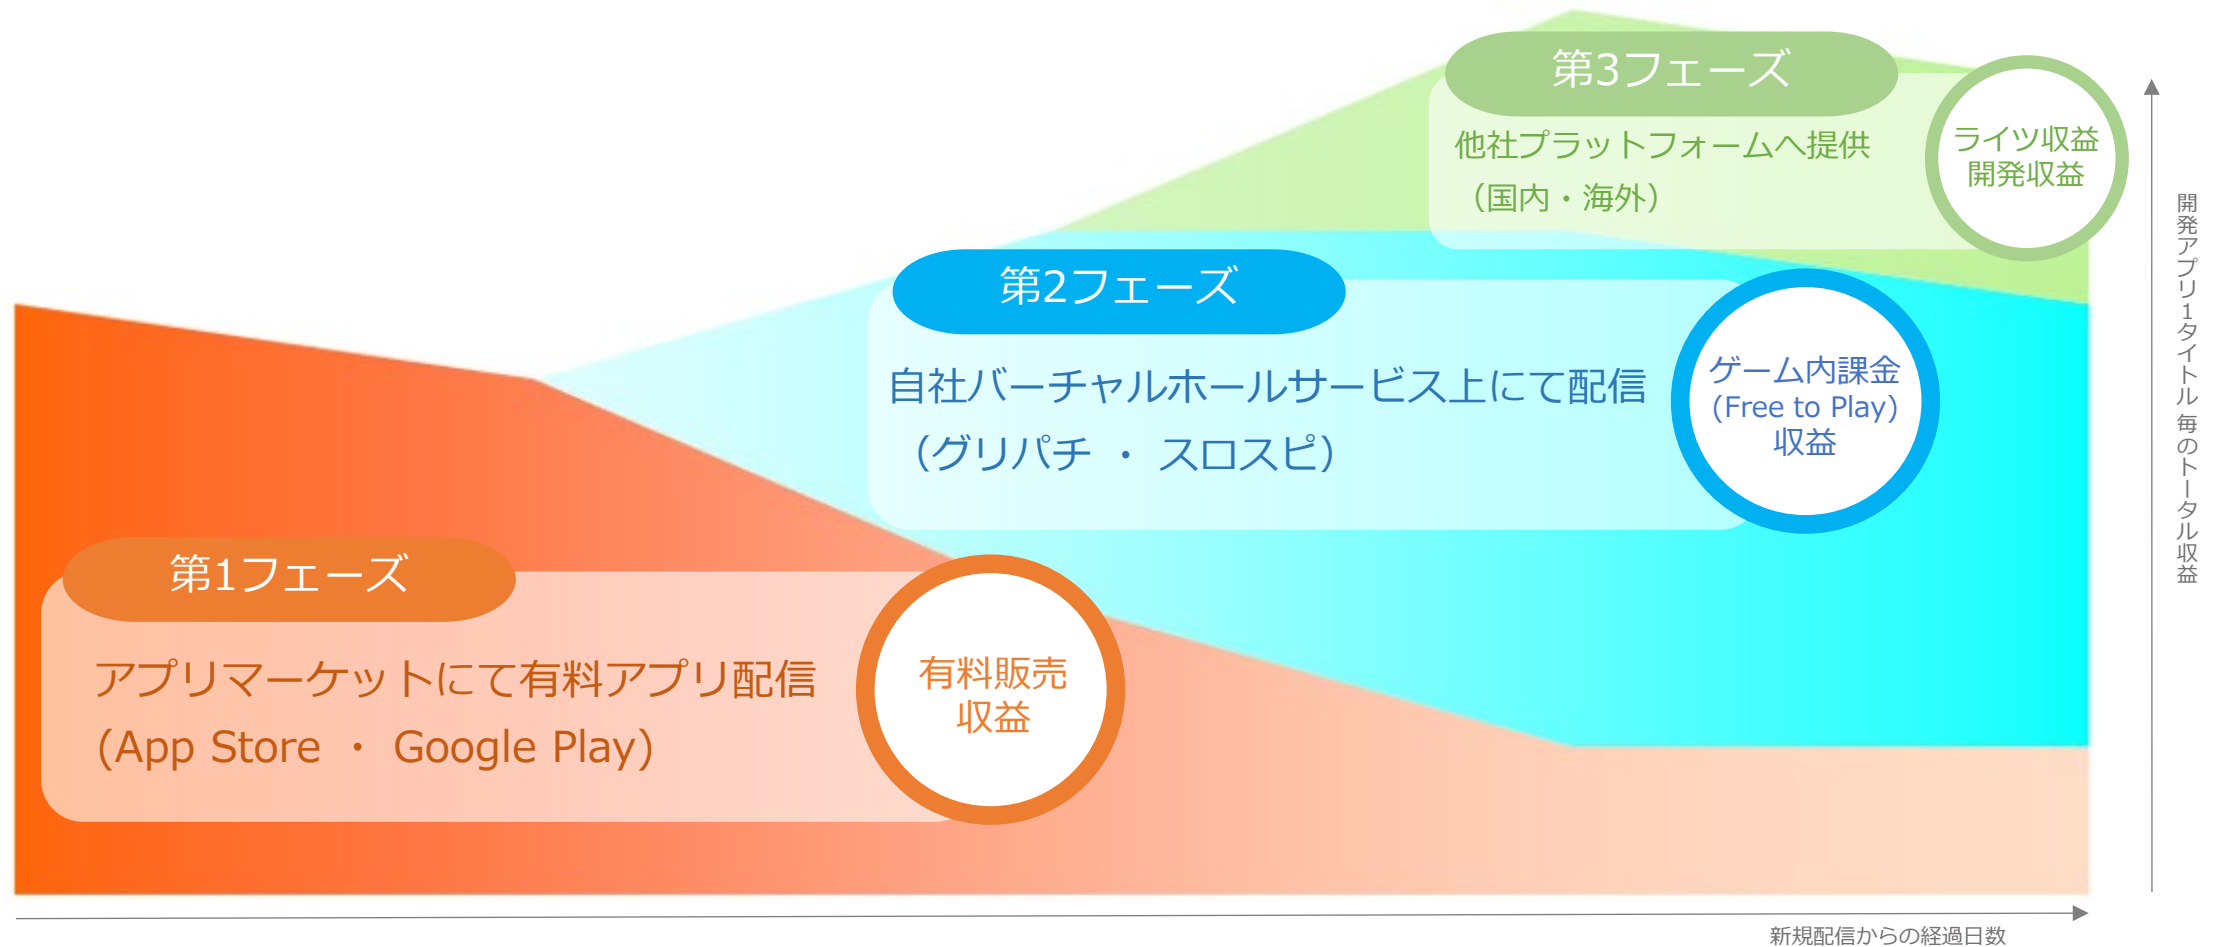 第3フェーズ
他社プラットフォームへ提供
（国内・海外）
ライツ収益
開発収益
第2フェーズ
自社バーチャルホールサービス上にて配信
（グリパチ ・ スロスピ）
ゲーム内課金
(Free to Play)
収益
第1フェーズ
アプリマーケットにて有料アプリ配信
(App Store ・ Google Play)
有料販売
収益
開発アプリ1タイトル 毎のトータル収益
新規配信からの経過日数